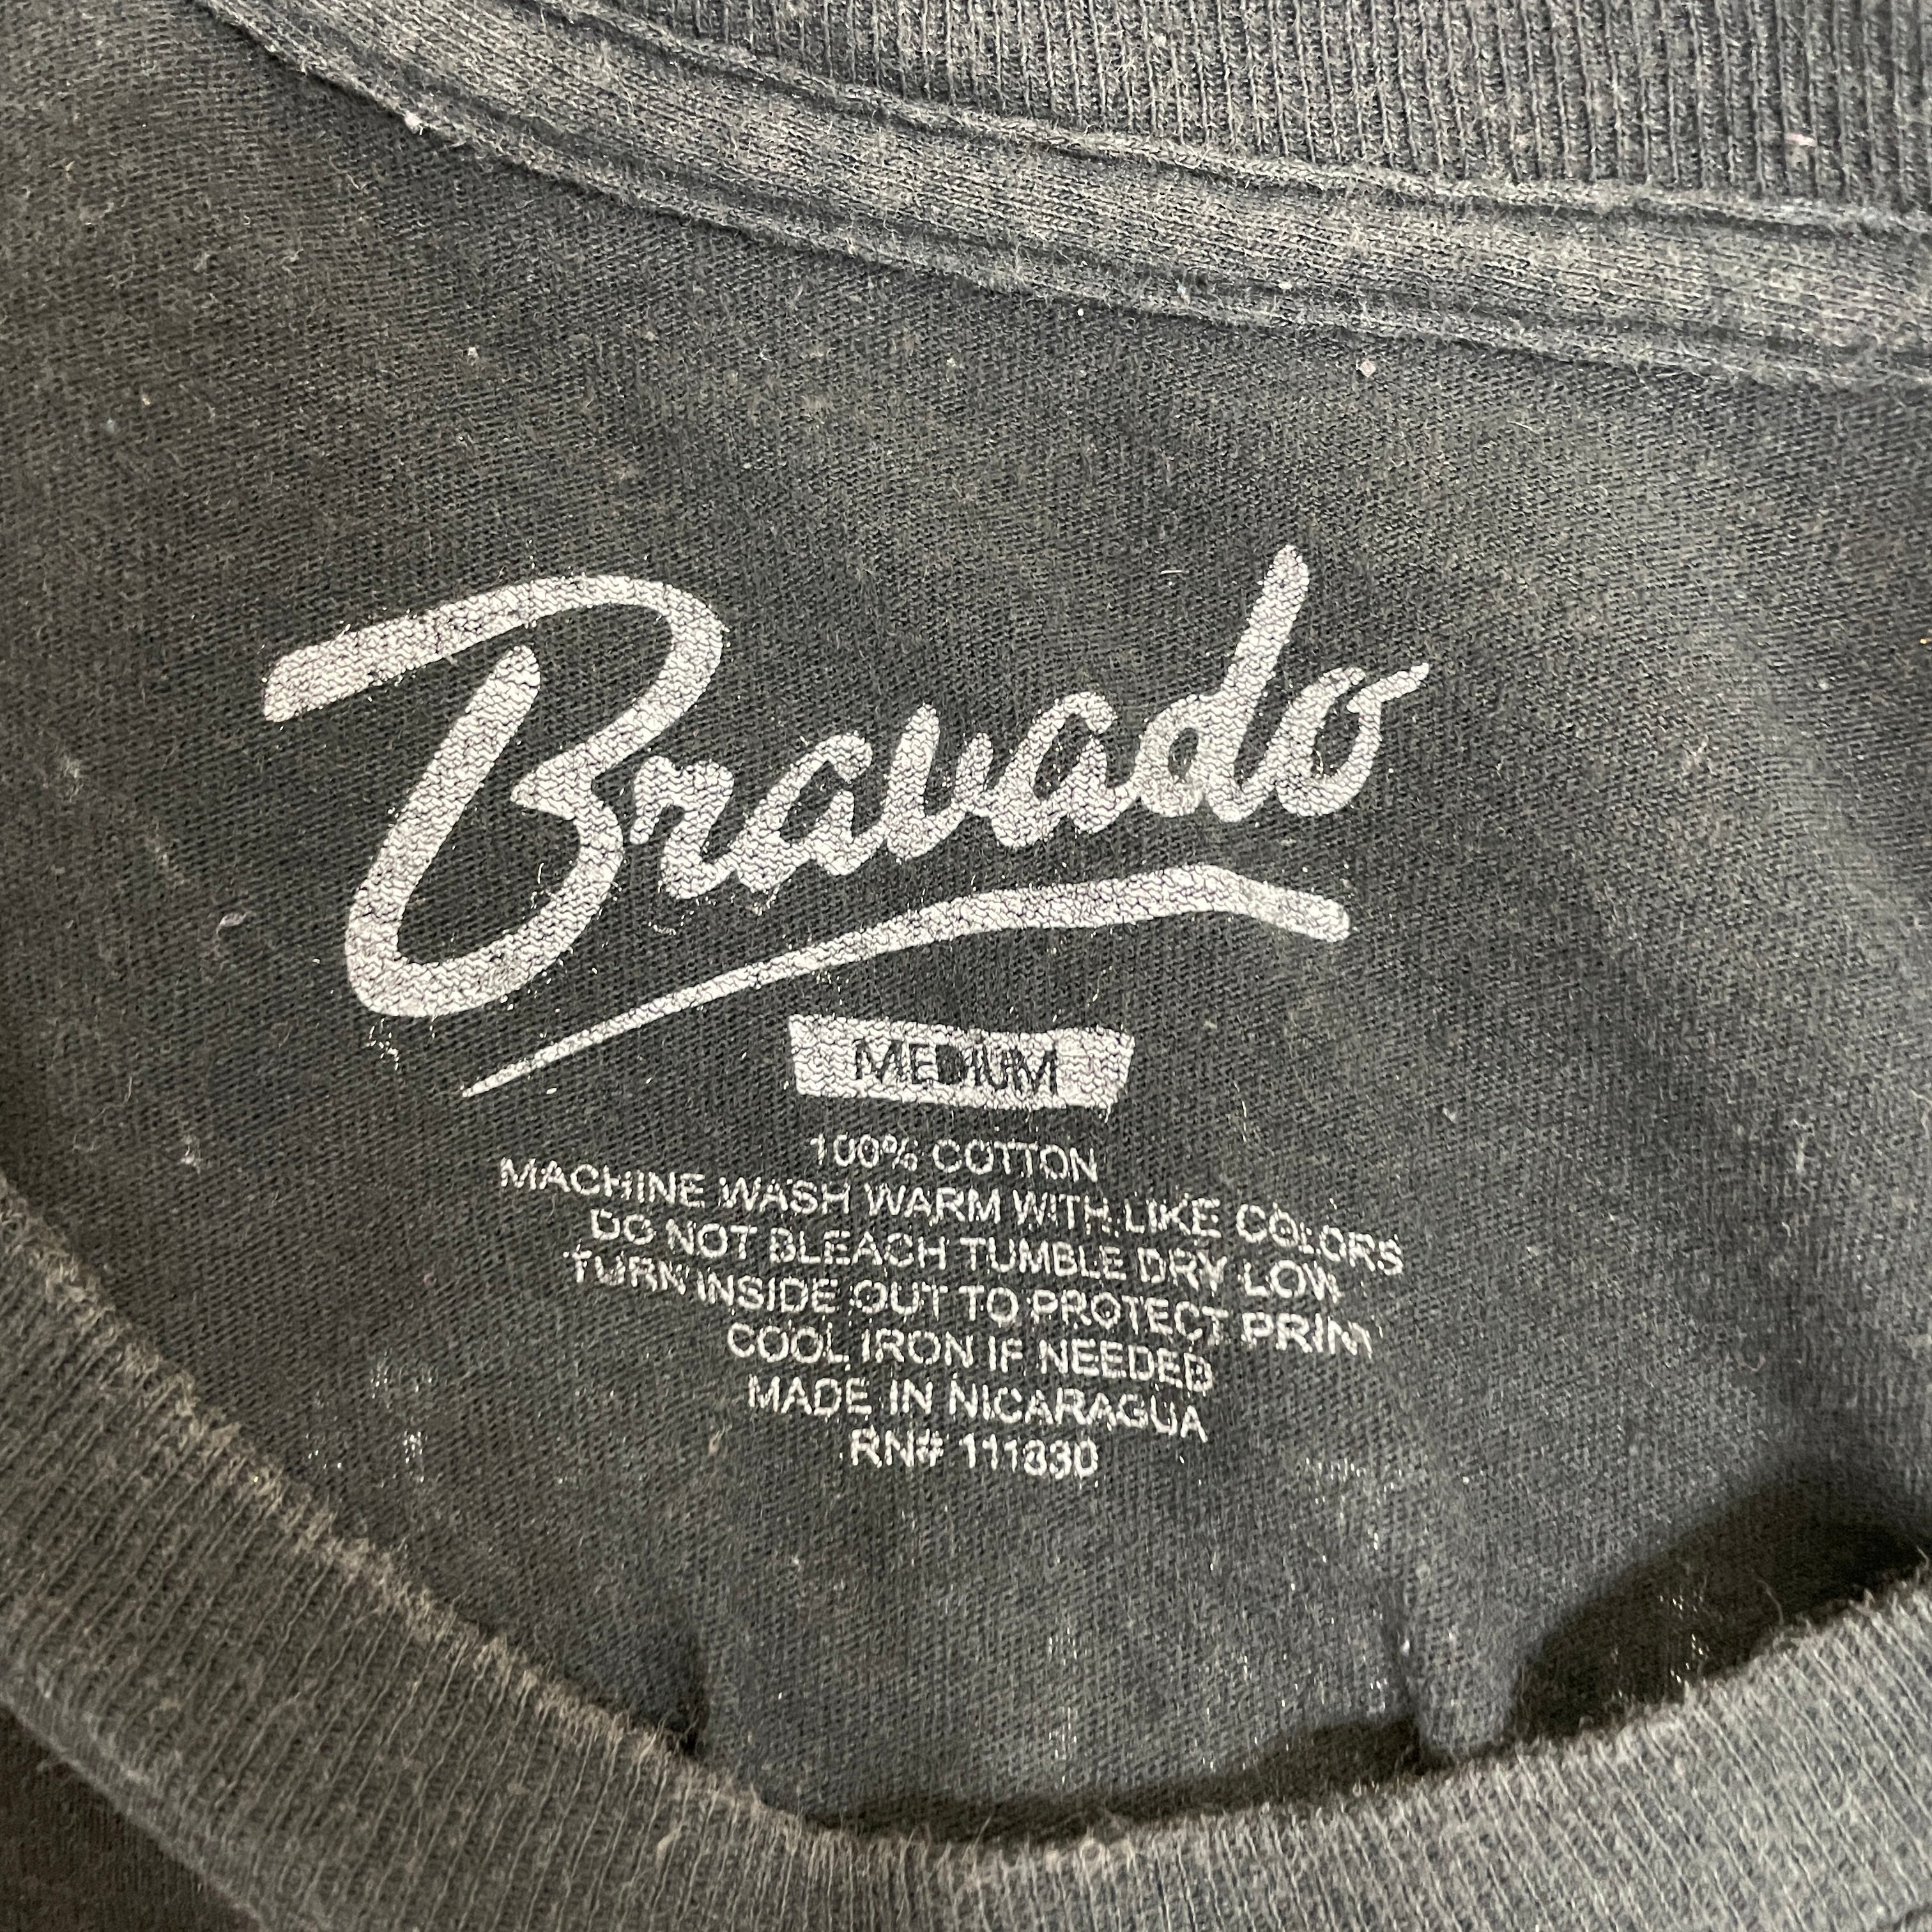 Bravado
MEDIUM
100% COTTON
MACHINE WASH WARM WITH LIKE COLORS
DO NOT BLEACH TUMBLE DRY LOW
TURN INSIDE OUT TO PROTECT PRINT
COOL IRON IF NEEDED
MADE IN NICARAGUA
RN# 111830